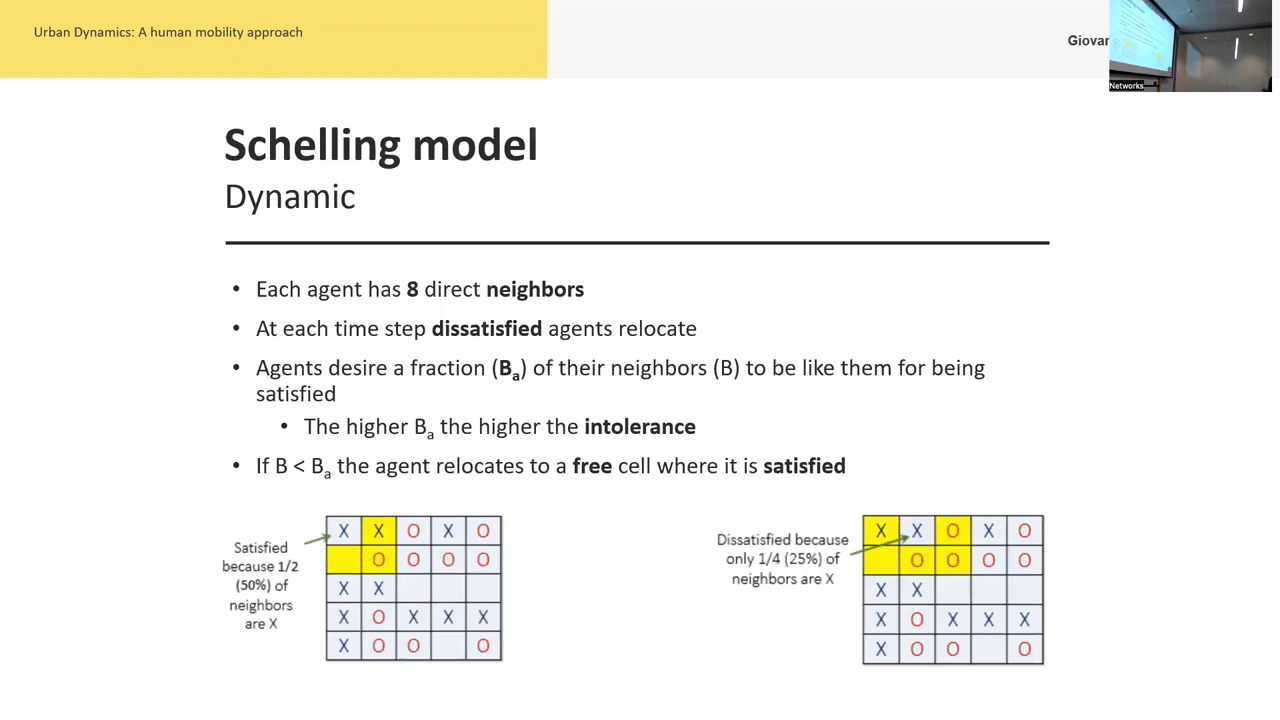 Urban Dynamics: A human mobility approach
Giovan
Networks
Schelling model
Dynamic
• Each agent has 8 direct neighbors
• At each time step dissatisfied agents relocate
• Agents desire a fraction (Ba) of their neighbors (B) to be like them for being
satisfied
• The higher Ba the higher the intolerance
• If B < Ba the agent relocates to a free cell where it is satisfied
Satisfied
because 1/2
(50%) of
neighbors
are X
X X O X O
O O O O
X X
X O X X X
X O O O
Dissatisfied because
only 1/4 (25%) of
neighbors are X
X X O X O
O O O O
X X
X O X X X
X O O O